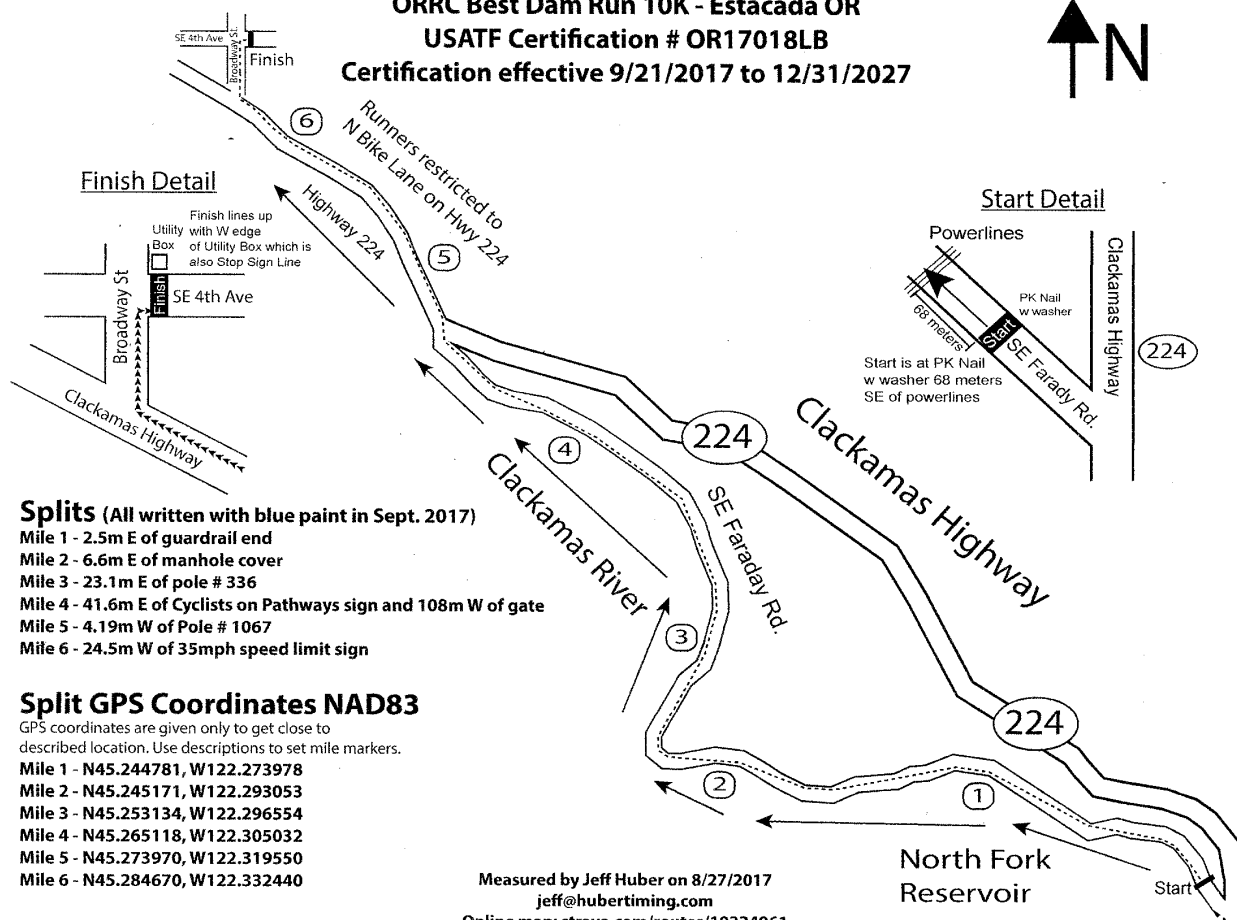 ORRC Best Dam Run 10K - Estacada OR
USATF Certification # OR17018LB
Certification effective 9/21/2017 to 12/31/2027
N
SE 4th Ave
Broadway St.
Finish
6
Runners restricted to
N Bike Lane on Hwy 224
Highway 224
5
Finish Detail
Utility
Box
Finish lines up
with W edge
of Utility Box which is
also Stop Sign Line
Broadway St
Finish
SE 4th Ave
Clackamas Highway
Start Detail
Powerlines
Clackamas Highway
PK Nail
w washer
68 meters
Start
SE Farady Rd.
224
Start is at PK Nail
w washer 68 meters
SE of powerlines
224
Clackamas Highway
4
Clackamas River
SE Faraday Rd.
3
224
2
1
North Fork
Reservoir
Start
Splits (All written with blue paint in Sept. 2017)
Mile 1 - 2.5m E of guardrail end
Mile 2 - 6.6m E of manhole cover
Mile 3 - 23.1m E of pole # 336
Mile 4 - 41.6m E of Cyclists on Pathways sign and 108m W of gate
Mile 5 - 4.19m W of Pole # 1067
Mile 6 - 24.5m W of 35mph speed limit sign
Split GPS Coordinates NAD83
GPS coordinates are given only to get close to
described location. Use descriptions to set mile markers.
Mile 1 - N45.244781, W122.273978
Mile 2 - N45.245171, W122.293053
Mile 3 - N45.253134, W122.296554
Mile 4 - N45.265118, W122.305032
Mile 5 - N45.273970, W122.319550
Mile 6 - N45.284670, W122.332440
Measured by Jeff Huber on 8/27/2017
jeff@hubertiming.com
Online map: strava.com/routes/